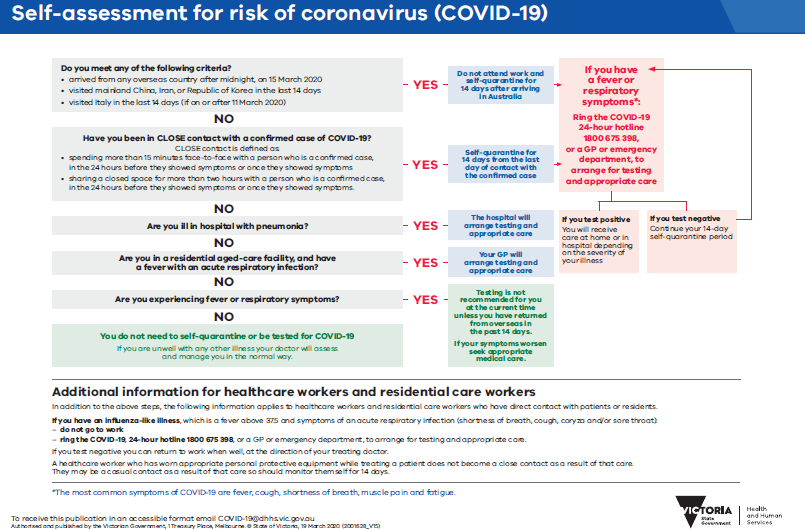 Self-assessment for risk of coronavirus (COVID-19)
Do you meet any of the following criteria?
• arrived from any overseas country after midnight, on 15 March 2020
• visited mainland China, Iran, or Republic of Korea in the last 14 days
• visited Italy in the last 14 days (if on or after 11 March 2020)
YES
Do not attend work and
self-quarantine for
14 days after arriving
in Australia
If you have
a fever or
respiratory
symptoms*:
Ring the COVID-19
24-hour hotline
1800 675 398,
or a GP or emergency
department, to
arrange for testing
and appropriate care
NO
Have you been in CLOSE contact with a confirmed case of COVID-19?
CLOSE contact is defined as:
• spending more than 15 minutes face-to-face with a person who is a confirmed case,
in the 24 hours before they showed symptoms or once they showed symptoms
• sharing a closed space for more than two hours with a person who is a confirmed case,
in the 24 hours before they showed symptoms or once they showed symptoms.
YES
Self-quarantine for
14 days from the last
day of contact with
the confirmed case
NO
Are you ill in hospital with pneumonia?
YES
The hospital will
arrange testing and
appropriate care
If you test positive
You will receive
care at home or in
hospital depending
on the severity of
your illness
If you test negative
Continue your 14-day
self-quarantine period
NO
Are you in a residential aged-care facility, and have
a fever with an acute respiratory infection?
YES
Your GP will
arrange testing and
appropriate care
NO
Are you experiencing fever or respiratory symptoms?
YES
Testing is not
recommended for you
at the current time
unless you have returned
from overseas in
the past 14 days.
If your symptoms worsen
seek appropriate
medical care.
NO
You do not need to self-quarantine or be tested for COVID-19
If you are unwell with any other illness your doctor will assess
and manage you in the normal way.
Additional information for healthcare workers and residential care workers
In addition to the above steps, the following information applies to healthcare workers and residential care workers who have direct contact with patients or residents.
If you have an influenza-like illness, which is a fever above 37.5 and symptoms of an acute respiratory infection (shortness of breath, cough, coryza and/or sore throat):
– do not go to work
– ring the COVID-19, 24-hour hotline 1800 675 398, or a GP or emergency department, to arrange for testing and appropriate care.
If you test negative you can return to work when well, at the direction of your treating doctor.
A healthcare worker who has worn appropriate personal protective equipment while treating a patient does not become a close contact as a result of that care.
They may be a casual contact as a result of that care so should monitor themself for 14 days.
*The most common symptoms of COVID-19 are fever, cough, shortness of breath, muscle pain and fatigue.
To receive this publication in an accessible format email COVID-19@dhhs.vic.gov.au
Authorised and published by the Victorian Government, 1 Treasury Place, Melbourne. © State of Victoria, 19 March 2020 (2001628_V15)
VICTORIA
State
Government
Health
and Human
Services